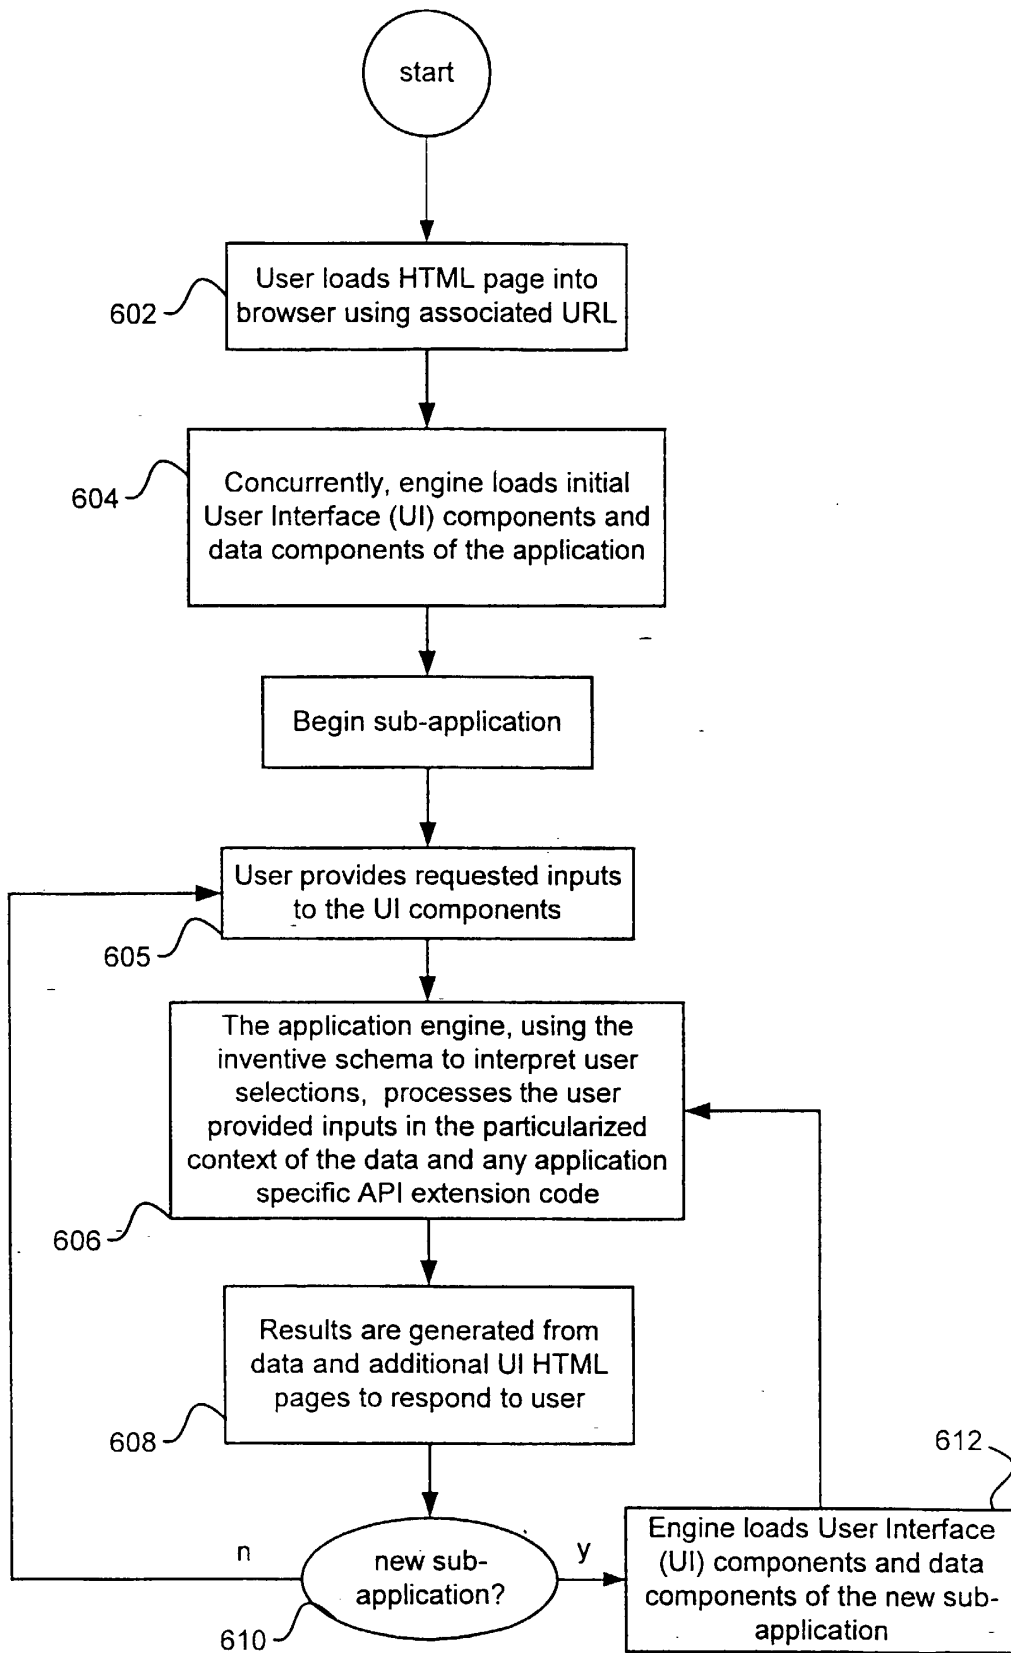 start
User loads HTML page into
browser using associated URL
602
Concurrently, engine loads initial
User Interface (UI) components and
data components of the application
604
Begin sub-application
User provides requested inputs
to the UI components
605
The application engine, using the
inventive schema to interpret user
selections, processes the user
provided inputs in the particularized
context of the data and any application
specific API extension code
606
Results are generated from
data and additional UI HTML
pages to respond to user
608
612
n
new sub-
application?
y
610
Engine loads User Interface
(UI) components and data
components of the new sub-
application